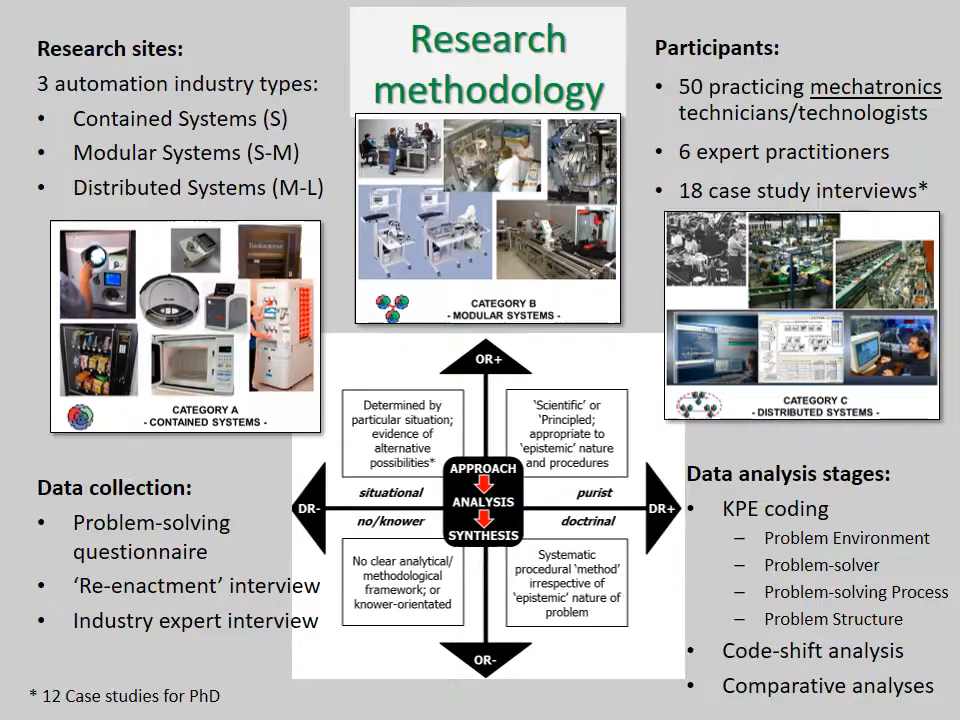 Research
methodology
Research sites:
3 automation industry types:
• Contained Systems (S)
• Modular Systems (S-M)
• Distributed Systems (M-L)
CATEGORY A
- CONTAINED SYSTEMS -
CATEGORY B
- MODULAR SYSTEMS -
Participants:
• 50 practicing mechatronics
technicians/technologists
• 6 expert practitioners
• 18 case study interviews*
CATEGORY C
- DISTRIBUTED SYSTEMS -
Data collection:
• Problem-solving
questionnaire
• ‘Re-enactment’ interview
• Industry expert interview
* 12 Case studies for PhD
OR+
Determined by
particular situation;
evidence of
alternative
possibilities*
‘Scientific’ or
‘Principled;
appropriate to
‘epistemic’ nature
and procedures
APPROACH
ANALYSIS
SYNTHESIS
situational
purist
DR-
DR+
no/knower
doctrinal
No clear analytical/
methodological
framework; or
knower-orientated
Systematic
procedural ‘method’
irrespective of
‘epistemic’ nature of
problem
OR-
Data analysis stages:
• KPE coding
– Problem Environment
– Problem-solver
– Problem-solving Process
– Problem Structure
• Code-shift analysis
• Comparative analyses